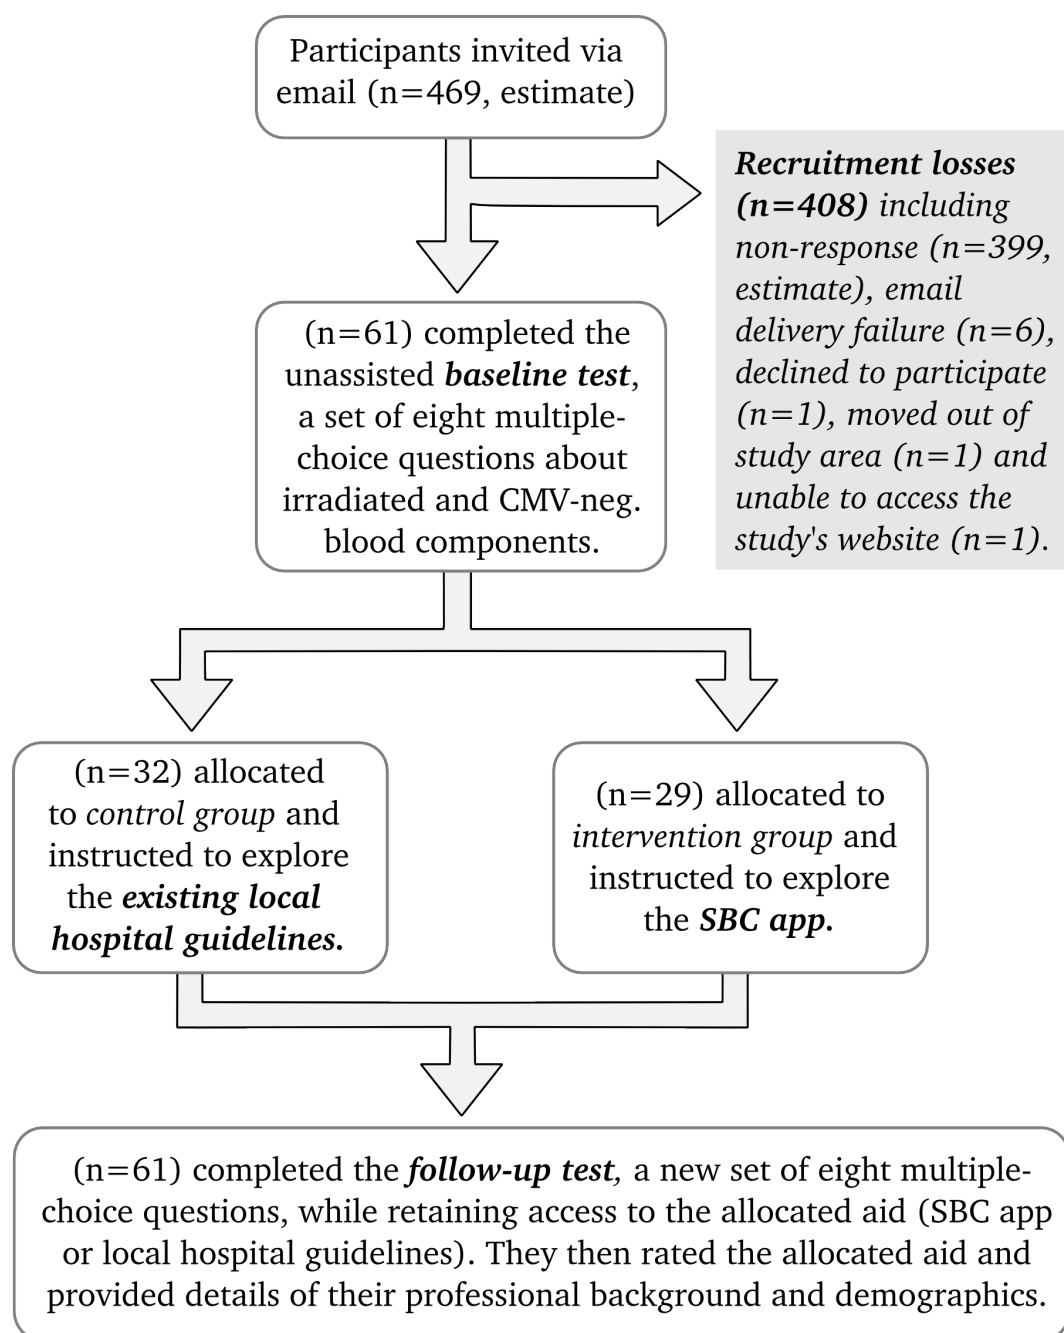 Participants invited via
email (n=469, estimate)
Recruitment losses
(n=408) including
non-response (n=399,
estimate), email
delivery failure (n=6),
declined to participate
(n=1), moved out of
study area (n=1) and
unable to access the
study's website (n=1).
(n=61) completed the
unassisted baseline test,
a set of eight multiple-
choice questions about
irradiated and CMV-neg.
blood components.
(n=32) allocated
to control group and
instructed to explore
the existing local
hospital guidelines.
(n=29) allocated to
intervention group and
instructed to explore
the SBC app.
(n=61) completed the follow-up test, a new set of eight multiple-
choice questions, while retaining access to the allocated aid (SBC app
or local hospital guidelines). They then rated the allocated aid and
provided details of their professional background and demographics.